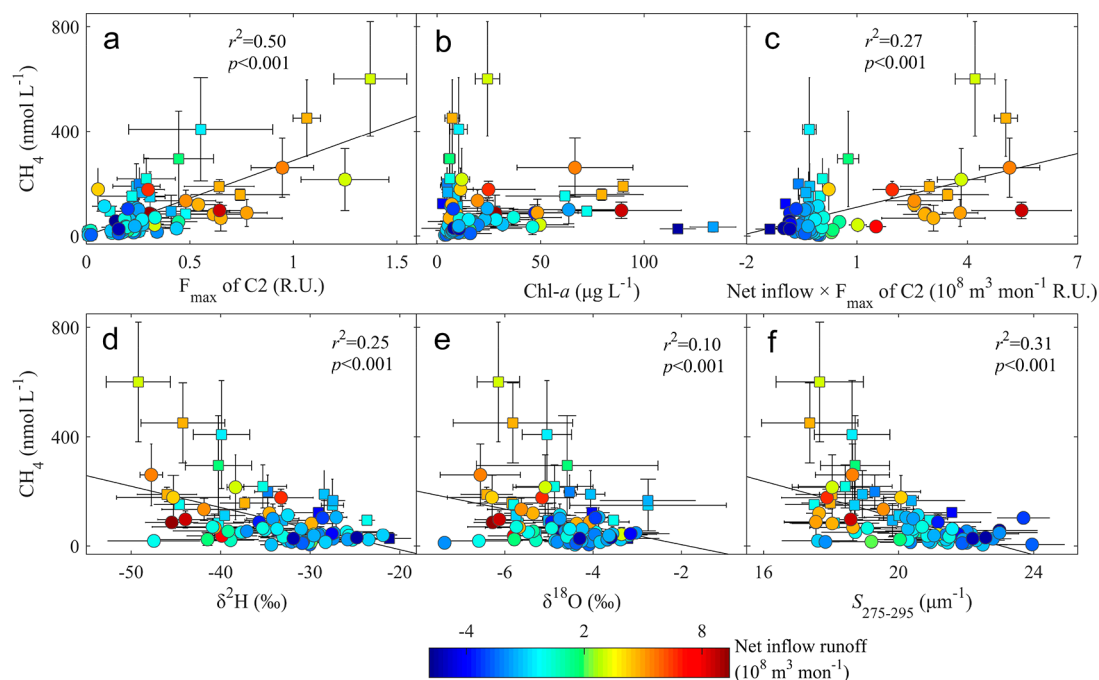 a
r²=0.50
p<0.001
b
c
r²=0.27
p<0.001
800
400
0
CH₄ (nmol L⁻¹)
0 0.5 1 1.5
0 50 100
-2 1 4 7
Fmax of C2 (R.U.)
Chl-a (μg L⁻¹)
Net inflow × Fmax of C2 (10⁸ m³ mon⁻¹ R.U.)
d
r²=0.25
p<0.001
e
r²=0.10
p<0.001
f
r²=0.31
p<0.001
800
400
0
CH₄ (nmol L⁻¹)
-50 -40 -30 -20
-6 -4 -2
16 20 24
δ²H (‰)
δ¹⁸O (‰)
S₂₇₅₋₂₉₅ (μm⁻¹)
-4 2 8
Net inflow runoff
(10⁸ m³ mon⁻¹)